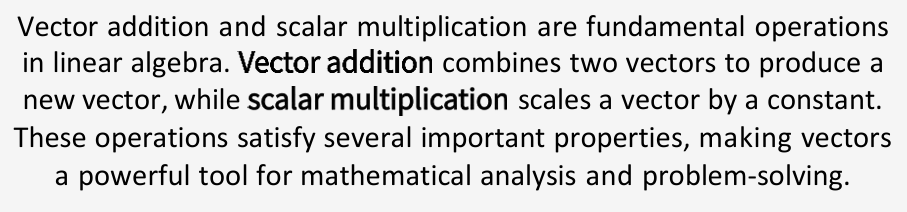 Vector addition and scalar multiplication are fundamental operations
in linear algebra. Vector addition combines two vectors to produce a
new vector, while scalar multiplication scales a vector by a constant.
These operations satisfy several important properties, making vectors
a powerful tool for mathematical analysis and problem-solving.